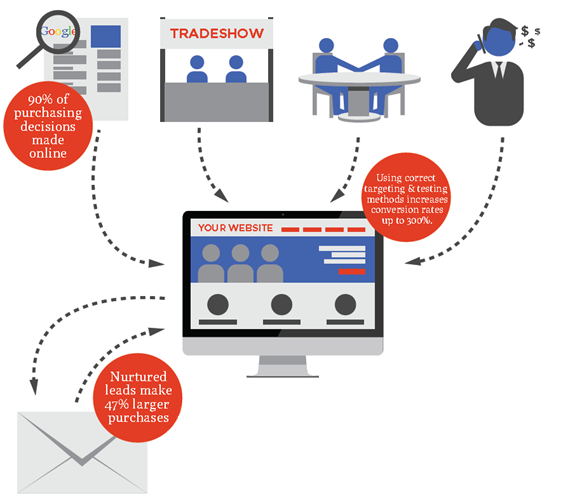 Google
TRADESHOW
$ $
-$
90% of
purchasing
decisions
made
online
Using correct
targeting & testing
methods increases
conversion rates
up to 300%.
YOUR WEBSITE
Nurtured
leads make
47% larger
purchases